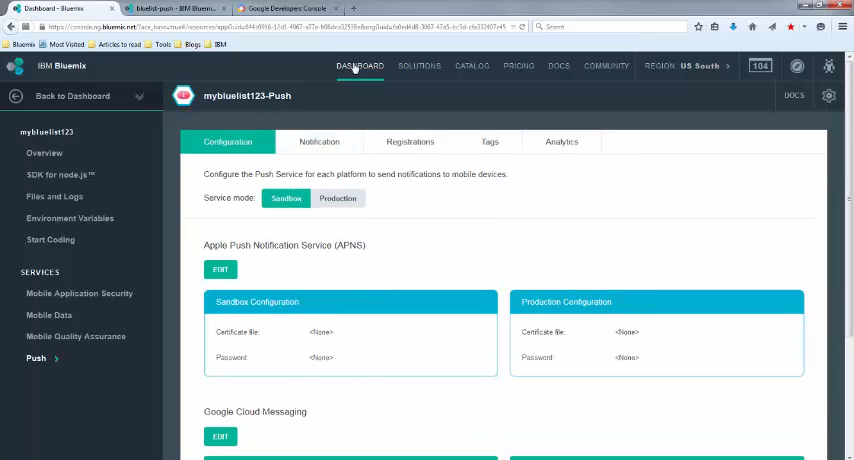 Dashboard - Bluemix
bluelist-push - IBM Bluemix...
Google Developers Console
Search
Bluemix Most Visited Articles to read Tools Blogs IBM
IBM Bluemix DASHBOARD SOLUTIONS CATALOG PRICING DOCS COMMUNITY REGION US South 104
Back to Dashboard
mybluelist123-Push DOCS
mybluelist123
Overview
SDK for node.js™
Files and Logs
Environment Variables
Start Coding
SERVICES
Mobile Application Security
Mobile Data
Mobile Quality Assurance
Push
Configuration Notification Registrations Tags Analytics
Configure the Push Service for each platform to send notifications to mobile devices.
Service mode: Sandbox Production
Apple Push Notification Service (APNS)
EDIT
Sandbox Configuration
Certificate file: <None>
Password: <None>
Production Configuration
Certificate file: <None>
Password: <None>
Google Cloud Messaging
EDIT